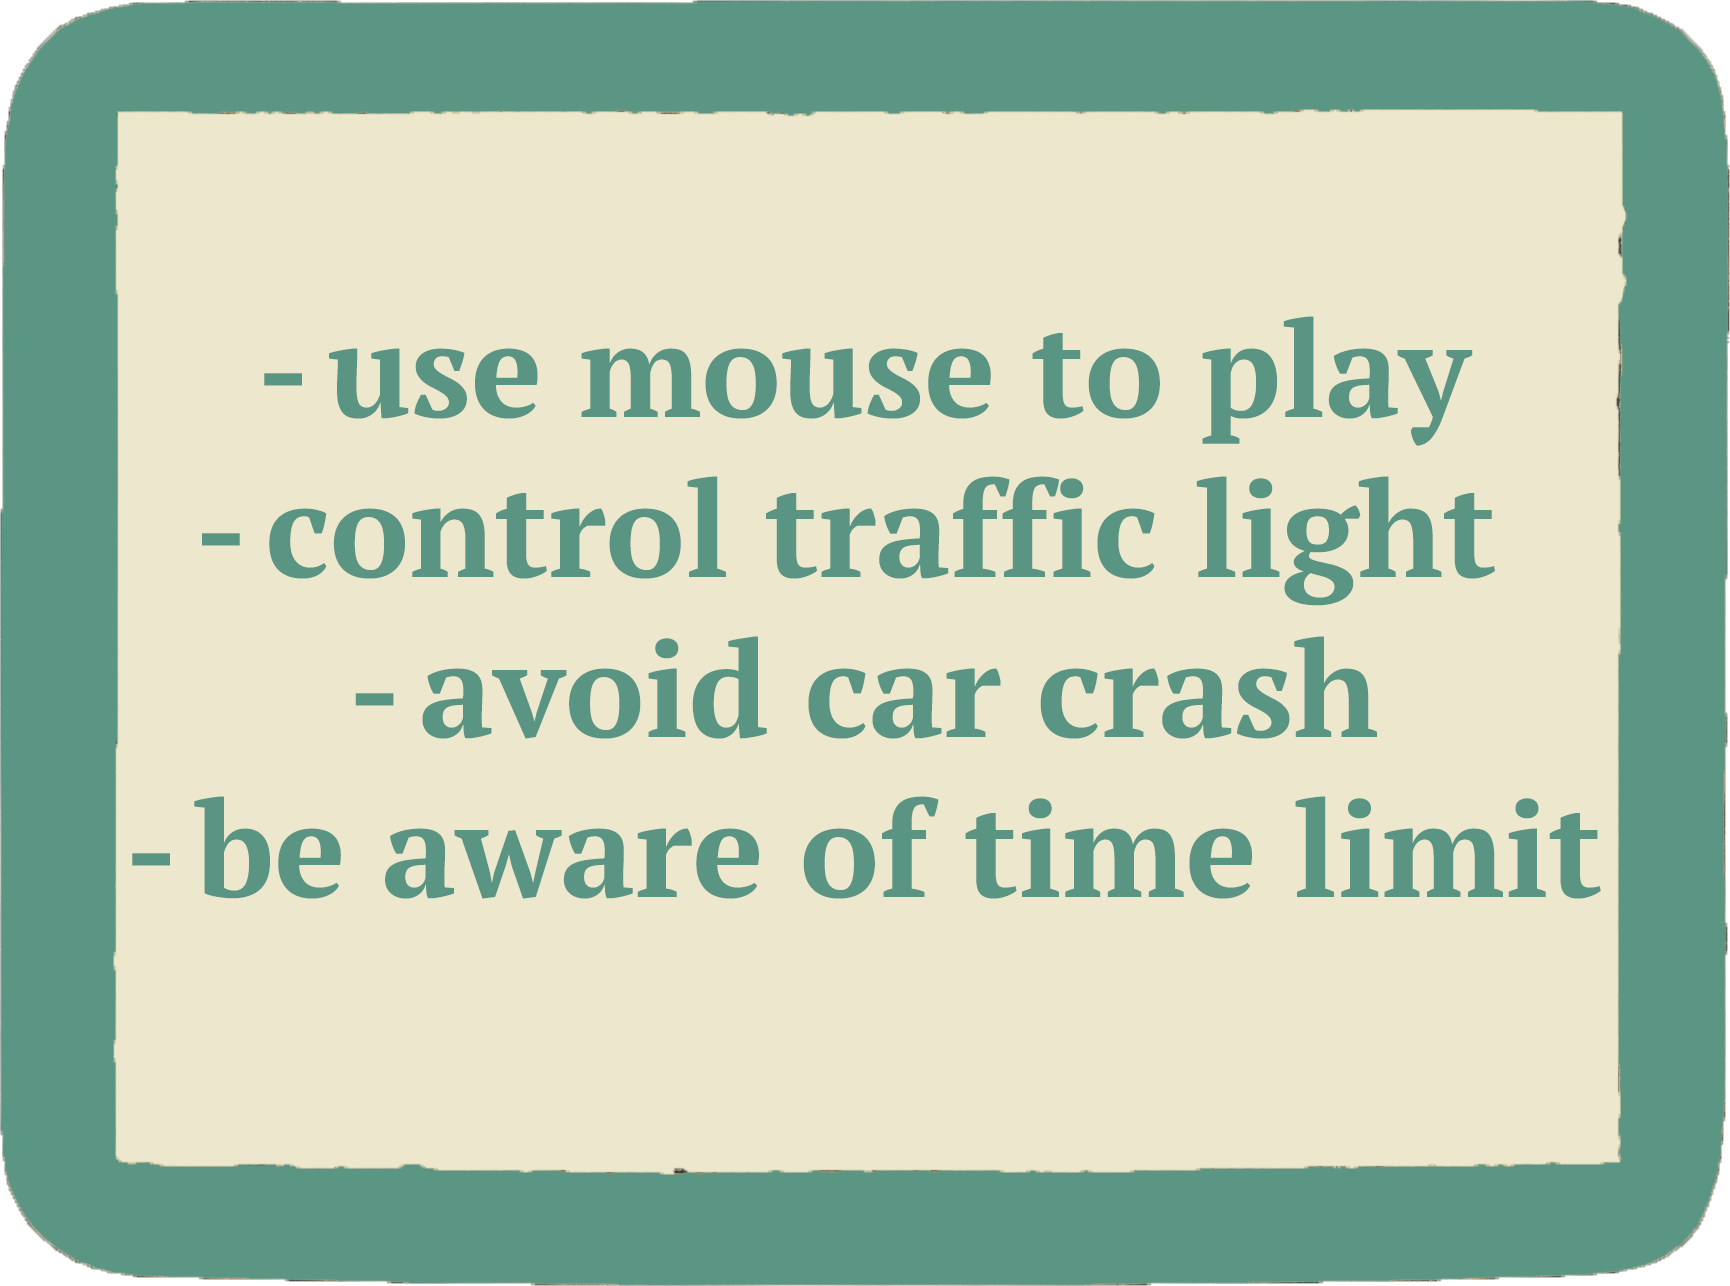 - use mouse to play
- control traffic light
- avoid car crash
- be aware of time limit